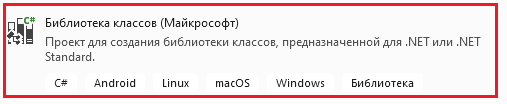 C#
Библиотека классов (Майкрософт)
Проект для создания библиотеки классов, предназначенной для .NET или .NET
Standard.
C# Android Linux macOS Windows Библиотека